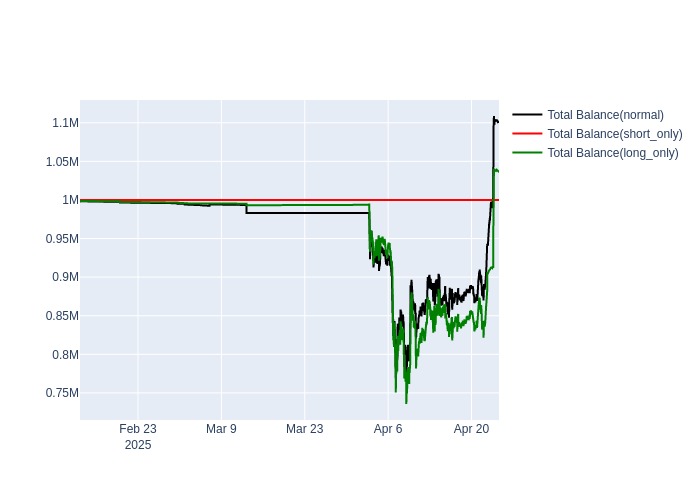 1.1M
1.05M
1M
0.95M
0.9M
0.85M
0.8M
0.75M
Feb 23
2025
Mar 9
Mar 23
Apr 6
Apr 20
Total Balance(normal)
Total Balance(short_only)
Total Balance(long_only)